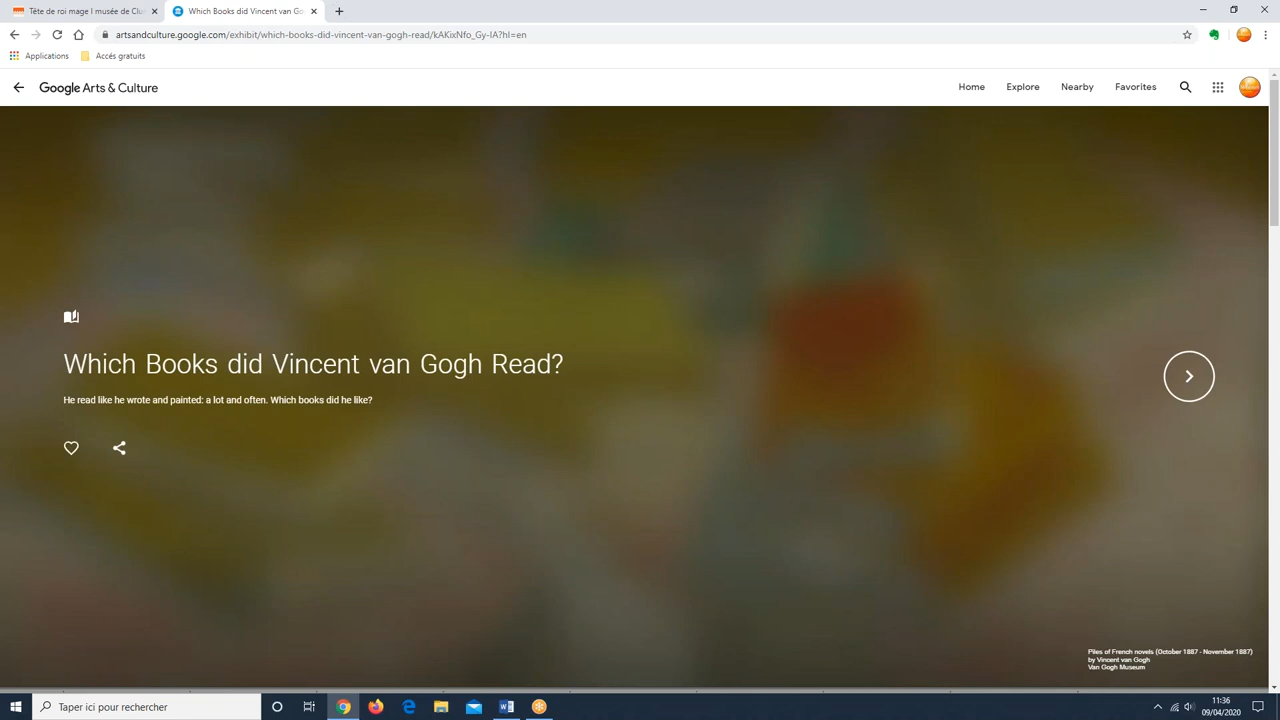 Tête de roi mage I musée de Clu
Which Books did Vincent van Go
artsandculture.google.com/exhibit/which-books-did-vincent-van-gogh-read/kAKixNfo_Gy-IA?hl=en
Applications
Accés gratuits
Google Arts & Culture
Home
Explore
Nearby
Favorites
Which Books did Vincent van Gogh Read?
He read like he wrote and painted: a lot and often. Which books did he like?
Piles of French novels (October 1887 - November 1887)
by Vincent van Gogh
Van Gogh Museum
Taper ici pour rechercher
11:36
09/04/2020